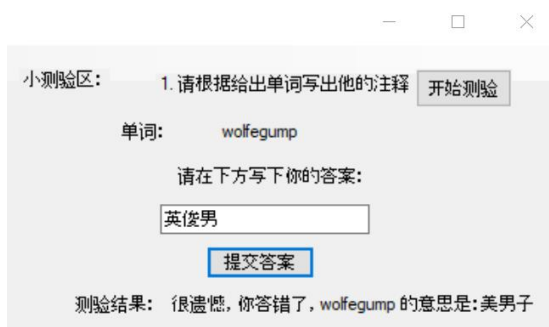 小测验区： 1.请根据给出单词写出他的注释 开始测验
单词： wolfegump
请在下方写下你的答案：
英俊男
提交答案
测验结果： 很遗憾，你答错了，wolfegump 的意思是：美男子